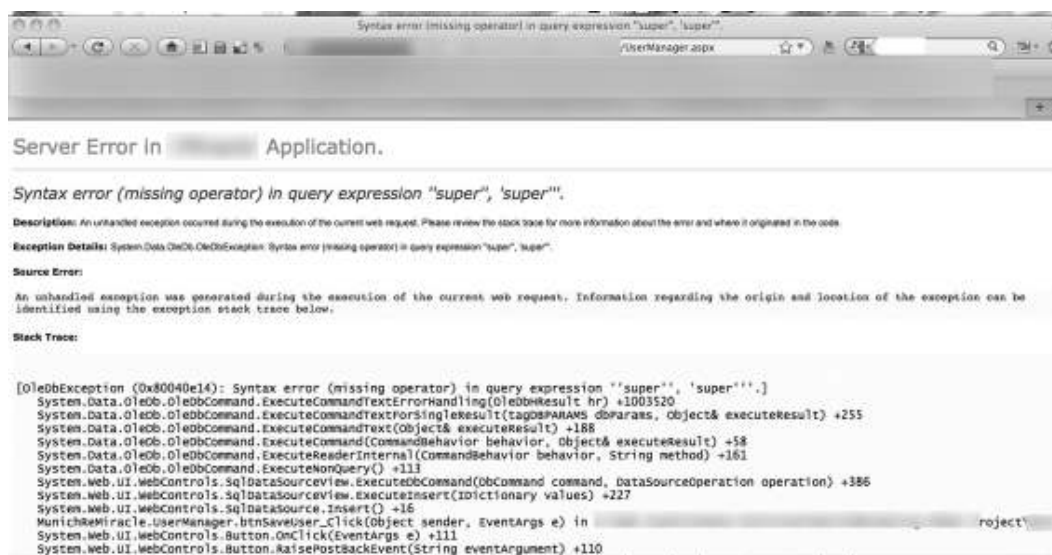 Syntax error (missing operator) in query expression ''super'', 'super'''.
/UserManager.aspx
Server Error in Application.
Syntax error (missing operator) in query expression ''super'', 'super'''.
Description: An unhandled exception occurred during the execution of the current web request. Please review the stack trace for more information about the error and where it originated in the code.
Exception Details: System.Data.OleDb.OleDbException: Syntax error (missing operator) in query expression ''super'', 'super'''.
Source Error:
An unhandled exception was generated during the execution of the current web request. Information regarding the origin and location of the exception can be
identified using the exception stack trace below.
Stack Trace:
[OleDbException (0x80040e14): Syntax error (missing operator) in query expression ''super'', 'super'''.]
System.Data.OleDb.OleDbCommand.ExecuteCommandTextErrorHandling(OleDbHResult hr) +1003520
System.Data.OleDb.OleDbCommand.ExecuteCommandTextForSingleResult(tagDBPARAMS dbParams, Object& executeResult) +255
System.Data.OleDb.OleDbCommand.ExecuteCommandText(Object& executeResult) +188
System.Data.OleDb.OleDbCommand.ExecuteCommand(CommandBehavior behavior, Object& executeResult) +58
System.Data.OleDb.OleDbCommand.ExecuteReaderInternal(CommandBehavior behavior, String method) +161
System.Data.OleDb.OleDbCommand.ExecuteNonQuery() +113
System.Web.UI.WebControls.SqlDataSourceView.ExecuteDbCommand(DbCommand command, DataSourceOperation operation) +386
System.Web.UI.WebControls.SqlDataSourceView.ExecuteInsert(IDictionary values) +227
System.Web.UI.WebControls.SqlDataSource.Insert() +16
MunichReMiracle.UserManager.btnSaveUser_Click(Object sender, EventArgs e) in roject\
System.Web.UI.WebControls.Button.OnClick(EventArgs e) +111
System.Web.UI.WebControls.Button.RaisePostBackEvent(String eventArgument) +110